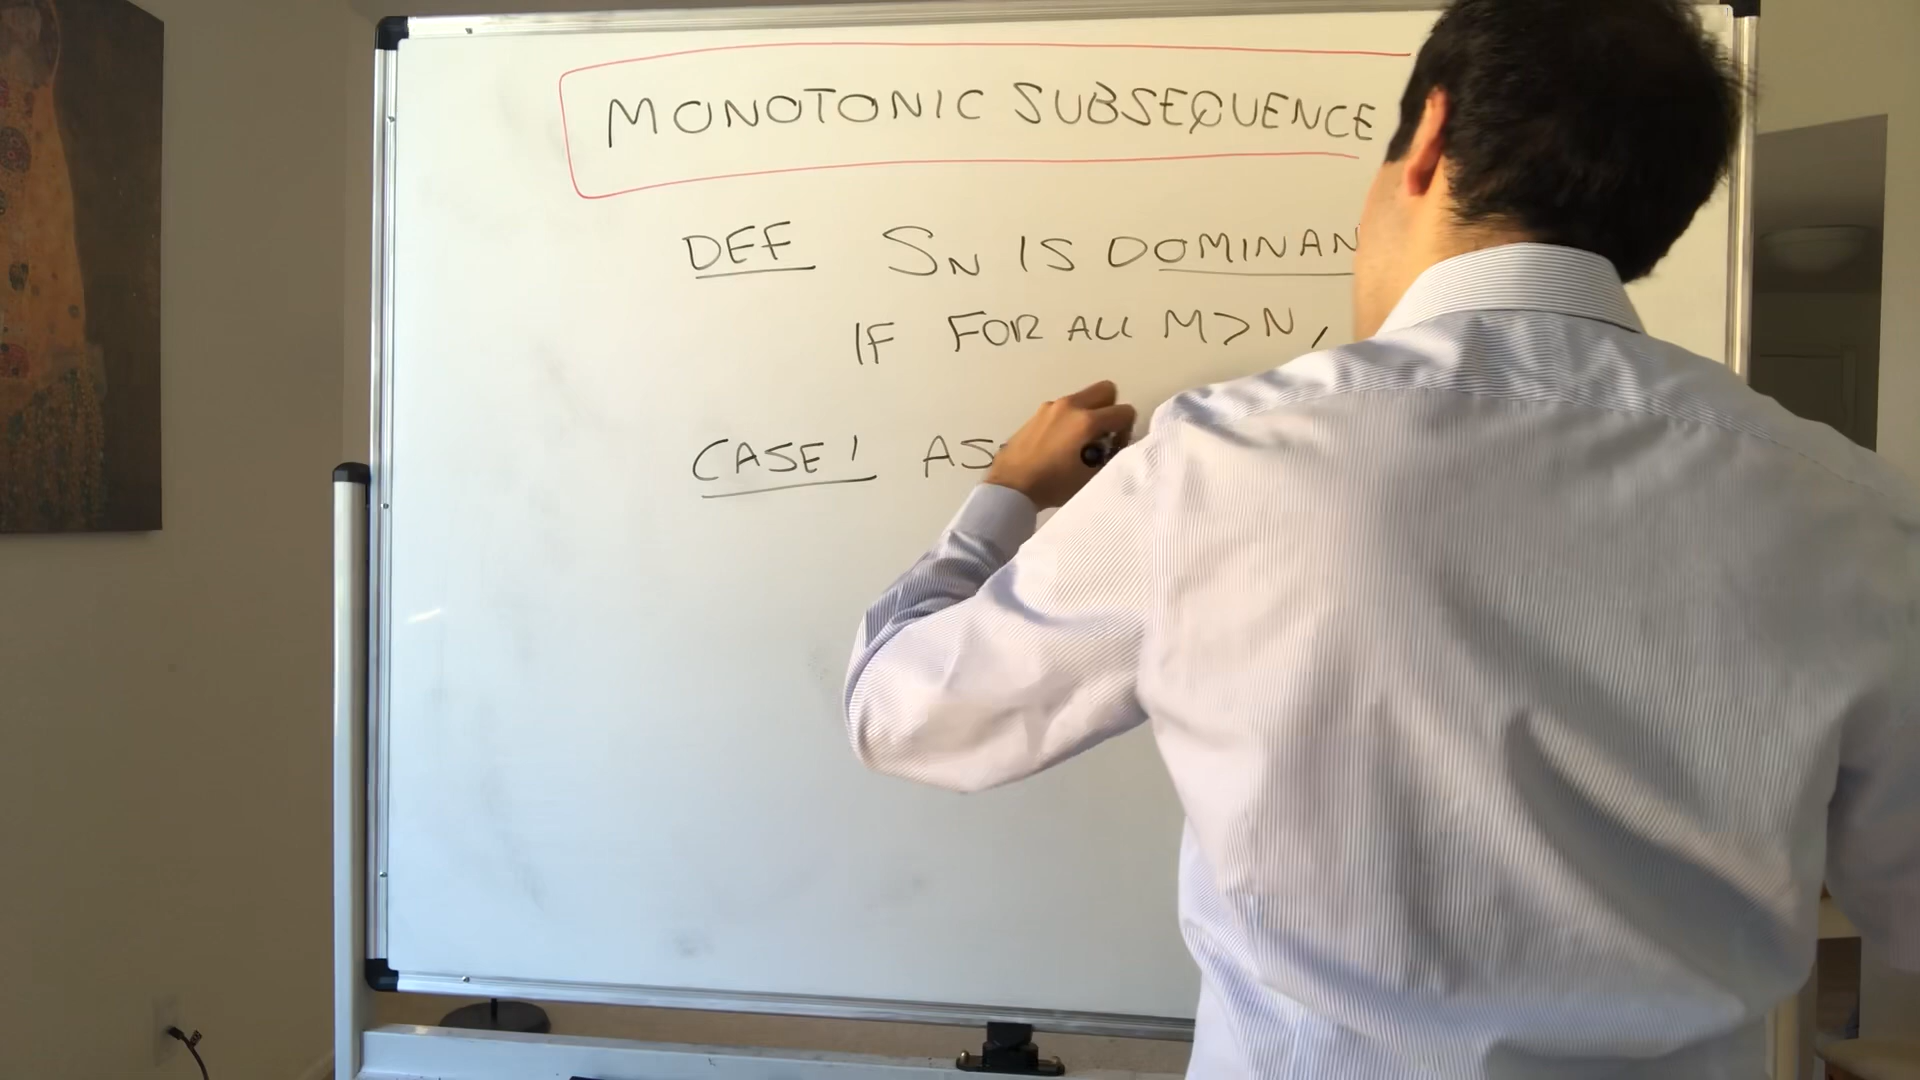 MONOTONIC SUBSEQUENCE
DEF SN IS DOMINAN
IF FOR ALL M>N,
CASE 1 AS